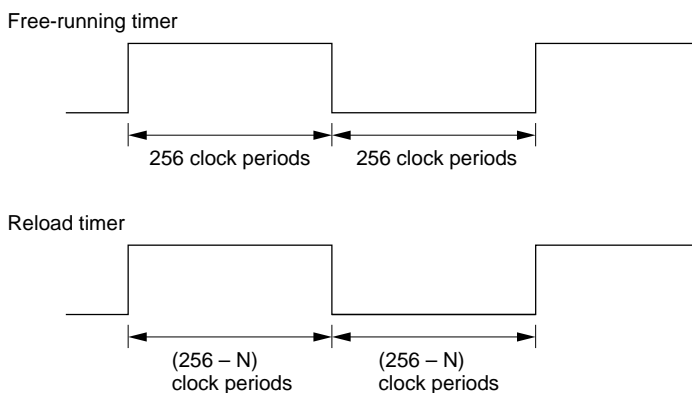 Free-running timer
256 clock periods 256 clock periods
Reload timer
(256 – N) (256 – N)
clock periods clock periods